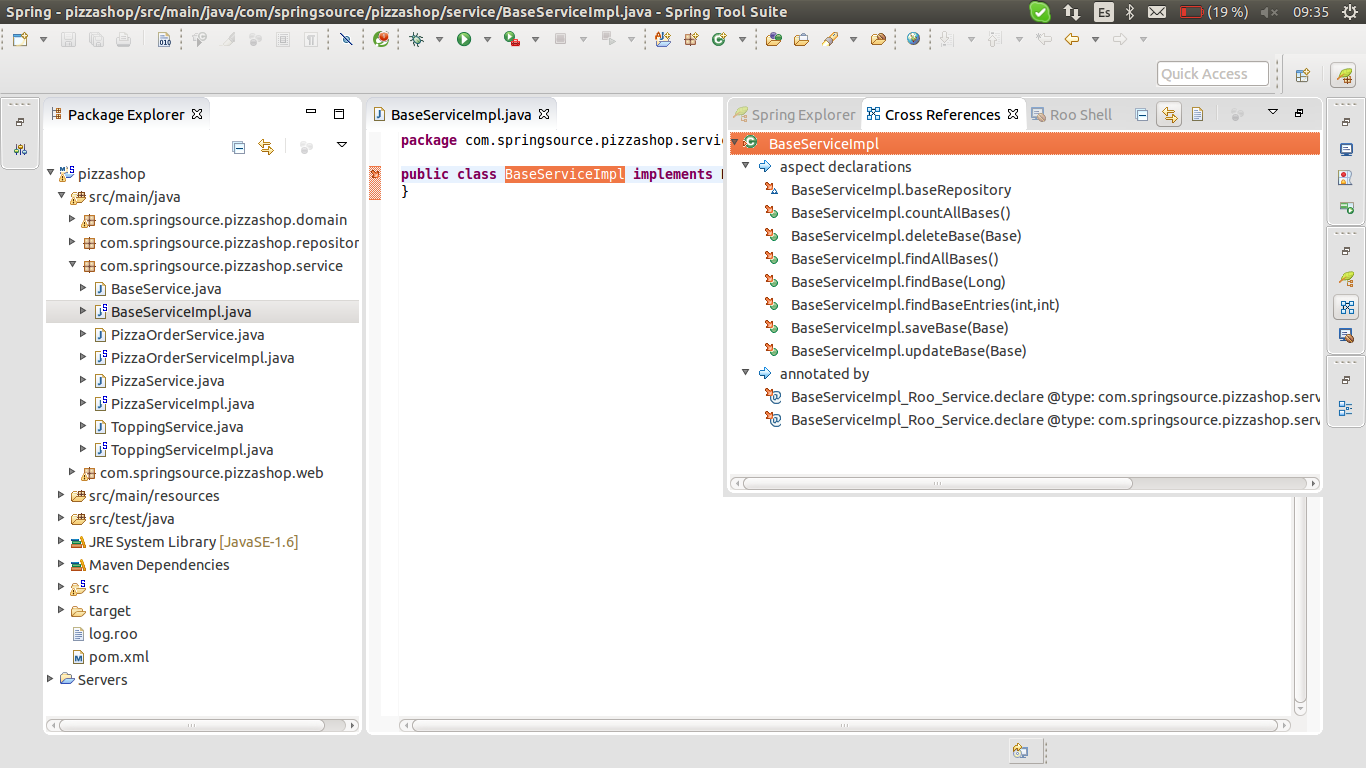 Spring - pizzashop/src/main/java/com/springsource/pizzashop/service/BaseServiceImpl.java - Spring Tool Suite
Es
(19 %)
09:35
010
Quick Access
Package Explorer
pizzashop
src/main/java
com.springsource.pizzashop.domain
com.springsource.pizzashop.repositor
com.springsource.pizzashop.service
BaseService.java
BaseServiceImpl.java
PizzaOrderService.java
PizzaOrderServiceImpl.java
PizzaService.java
PizzaServiceImpl.java
ToppingService.java
ToppingServiceImpl.java
com.springsource.pizzashop.web
src/main/resources
src/test/java
JRE System Library [JavaSE-1.6]
Maven Dependencies
src
target
log.roo
pom.xml
Servers
BaseServiceImpl.java
package com.springsource.pizzashop.servic
public class BaseServiceImpl implements
}
Spring Explorer
Cross References
Roo Shell
BaseServiceImpl
aspect declarations
BaseServiceImpl.baseRepository
BaseServiceImpl.countAllBases()
BaseServiceImpl.deleteBase(Base)
BaseServiceImpl.findAllBases()
BaseServiceImpl.findBase(Long)
BaseServiceImpl.findBaseEntries(int,int)
BaseServiceImpl.saveBase(Base)
BaseServiceImpl.updateBase(Base)
annotated by
BaseServiceImpl_Roo_Service.declare @type: com.springsource.pizzashop.serv
BaseServiceImpl_Roo_Service.declare @type: com.springsource.pizzashop.serv